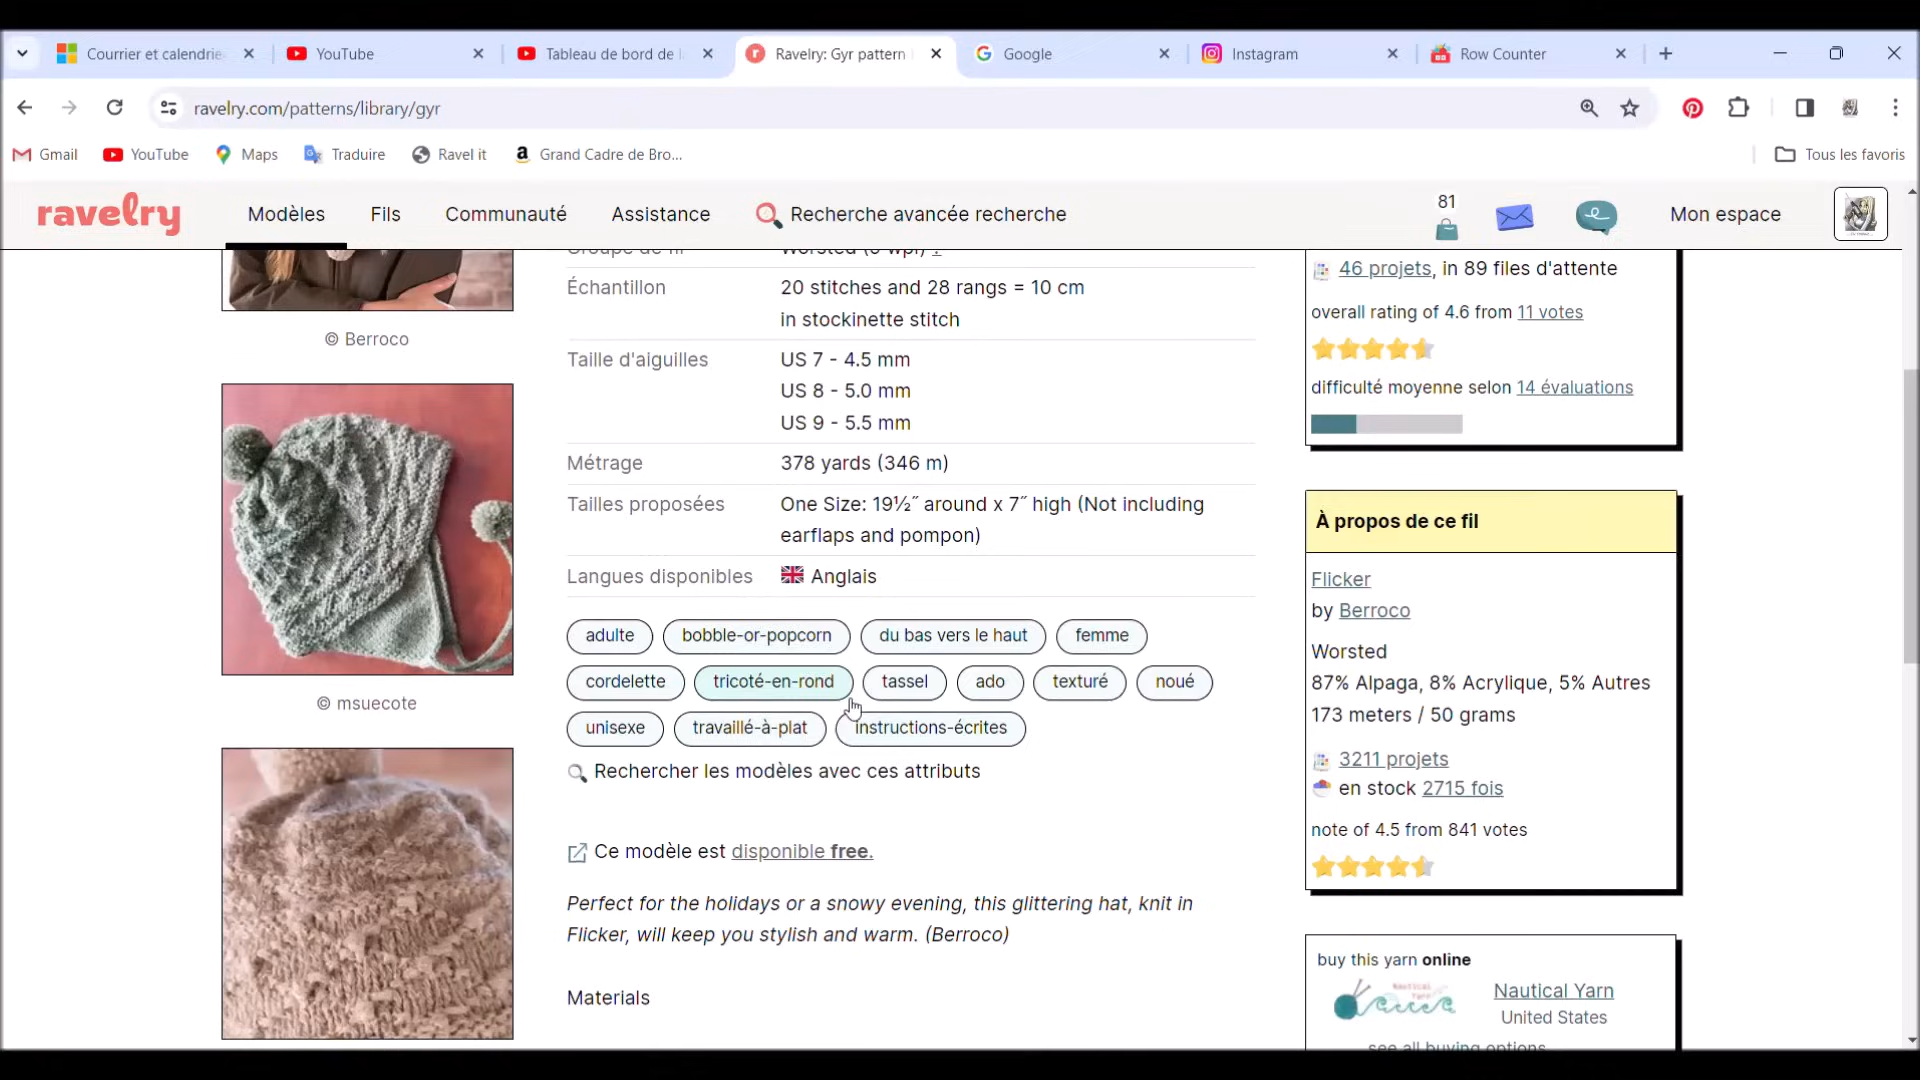 Courrier et calendrie
YouTube
Tableau de bord de l
Ravelry: Gyr pattern
Google
Instagram
Row Counter
ravelry.com/patterns/library/gyr
Gmail
YouTube
Maps
Traduire
Ravel it
Grand Cadre de Bro...
Tous les favoris
ravelry
Modèles
Fils
Communauté
Assistance
Recherche avancée recherche
81
Mon espace
© Berroco
© msuecote
Échantillon
20 stitches and 28 rangs = 10 cm
in stockinette stitch
Taille d'aiguilles
US 7 - 4.5 mm
US 8 - 5.0 mm
US 9 - 5.5 mm
Métrage
378 yards (346 m)
Tailles proposées
One Size: 19½˝ around x 7˝ high (Not including
earflaps and pompon)
Langues disponibles
Anglais
adulte
bobble-or-popcorn
du bas vers le haut
femme
cordelette
tricoté-en-rond
tassel
ado
texturé
noué
unisexe
travaillé-à-plat
instructions-écrites
Rechercher les modèles avec ces attributs
Ce modèle est disponible free.
Perfect for the holidays or a snowy evening, this glittering hat, knit in
Flicker, will keep you stylish and warm. (Berroco)
Materials
46 projets, in 89 files d'attente
overall rating of 4.6 from 11 votes
difficulté moyenne selon 14 évaluations
À propos de ce fil
Flicker
by Berroco
Worsted
87% Alpaga, 8% Acrylique, 5% Autres
173 meters / 50 grams
3211 projets
en stock 2715 fois
note of 4.5 from 841 votes
buy this yarn online
Nautical Yarn
Nautical Yarn
United States
see all buying options